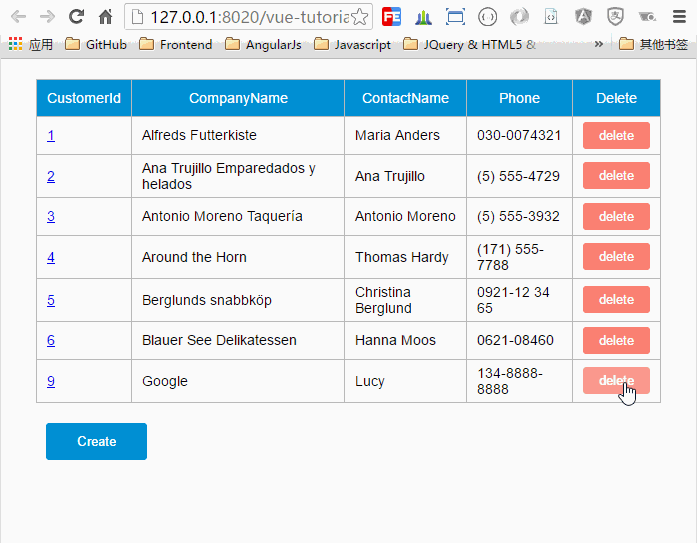 127.0.0.1:8020/vue-tutoria
应用 GitHub Frontend AngularJs Javascript JQuery & HTML5 & » 其他书签
CustomerId CompanyName ContactName Phone Delete
1 Alfreds Futterkiste Maria Anders 030-0074321 delete
2 Ana Trujillo Emparedados y
helados Ana Trujillo (5) 555-4729 delete
3 Antonio Moreno Taquería Antonio Moreno (5) 555-3932 delete
4 Around the Horn Thomas Hardy (171) 555-
7788 delete
5 Berglunds snabbköp Christina
Berglund 0921-12 34
65 delete
6 Blauer See Delikatessen Hanna Moos 0621-08460 delete
9 Google Lucy 134-8888-
8888 delete
Create